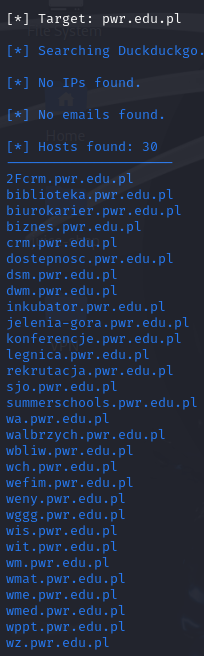 [*] Target: pwr.edu.pl
[*] Searching Duckduckgo.
[*] No IPs found.
[*] No emails found.
[*] Hosts found: 30
---------------------
2Fcrm.pwr.edu.pl
biblioteka.pwr.edu.pl
biurokarier.pwr.edu.pl
biznes.pwr.edu.pl
crm.pwr.edu.pl
dostepnosc.pwr.edu.pl
dsm.pwr.edu.pl
dwm.pwr.edu.pl
inkubator.pwr.edu.pl
jelenia-gora.pwr.edu.pl
konferencje.pwr.edu.pl
legnica.pwr.edu.pl
rekrutacja.pwr.edu.pl
sjo.pwr.edu.pl
summerschools.pwr.edu.pl
wa.pwr.edu.pl
walbrzych.pwr.edu.pl
wbliw.pwr.edu.pl
wch.pwr.edu.pl
wefim.pwr.edu.pl
weny.pwr.edu.pl
wggg.pwr.edu.pl
wis.pwr.edu.pl
wit.pwr.edu.pl
wm.pwr.edu.pl
wmat.pwr.edu.pl
wme.pwr.edu.pl
wmed.pwr.edu.pl
wppt.pwr.edu.pl
wz.pwr.edu.pl
File System
Home